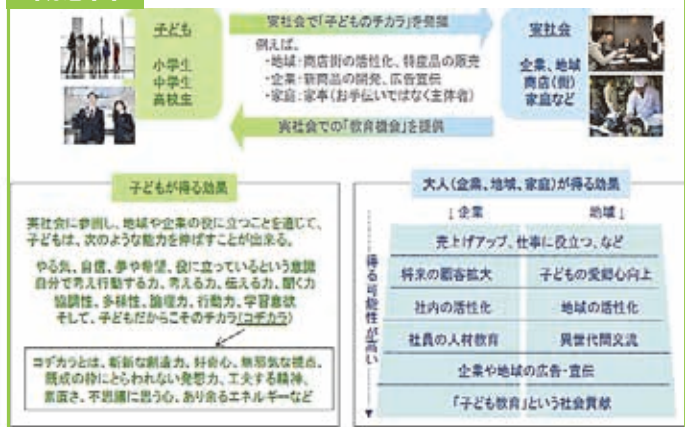 子ども
小学生
中学生
高校生
実社会で「子どものチカラ」を発揮
例えば、
・地域：商店街の活性化、特産品の販売
・企業：新商品の開発、広告宣伝
・家庭：家事（お手伝いではなく主体者）
実社会での「教育機会」を提供
実社会
企業、地域
商店（街）
家庭など
子どもが得る効果
実社会に参画し、地域や企業の役に立つことを通じて、
子どもは、次のような能力を伸ばすことが出来る。
やる気、自信、夢や希望、役に立っているという意識
自分で考え行動する力、考える力、伝える力、聞く力
協調性、多様性、論理力、行動力、学習意欲
そして、子どもだからこそのチカラ（コヂカラ）
コヂカラとは、斬新な創造力、好奇心、無邪気な視点、
既成の枠にとらわれない発想力、工夫する精神、
素直さ、不思議に思う心、あり余るエネルギーなど
大人（企業、地域、家庭）が得る効果
↓企業
地域↓
得る可能性が高い
売上げアップ、仕事に役立つ、など
将来の顧客拡大
子どもの愛郷心向上
社内の活性化
地域の活性化
社員の人材教育
異世代間交流
企業や地域の広告・宣伝
「子ども教育」という社会貢献